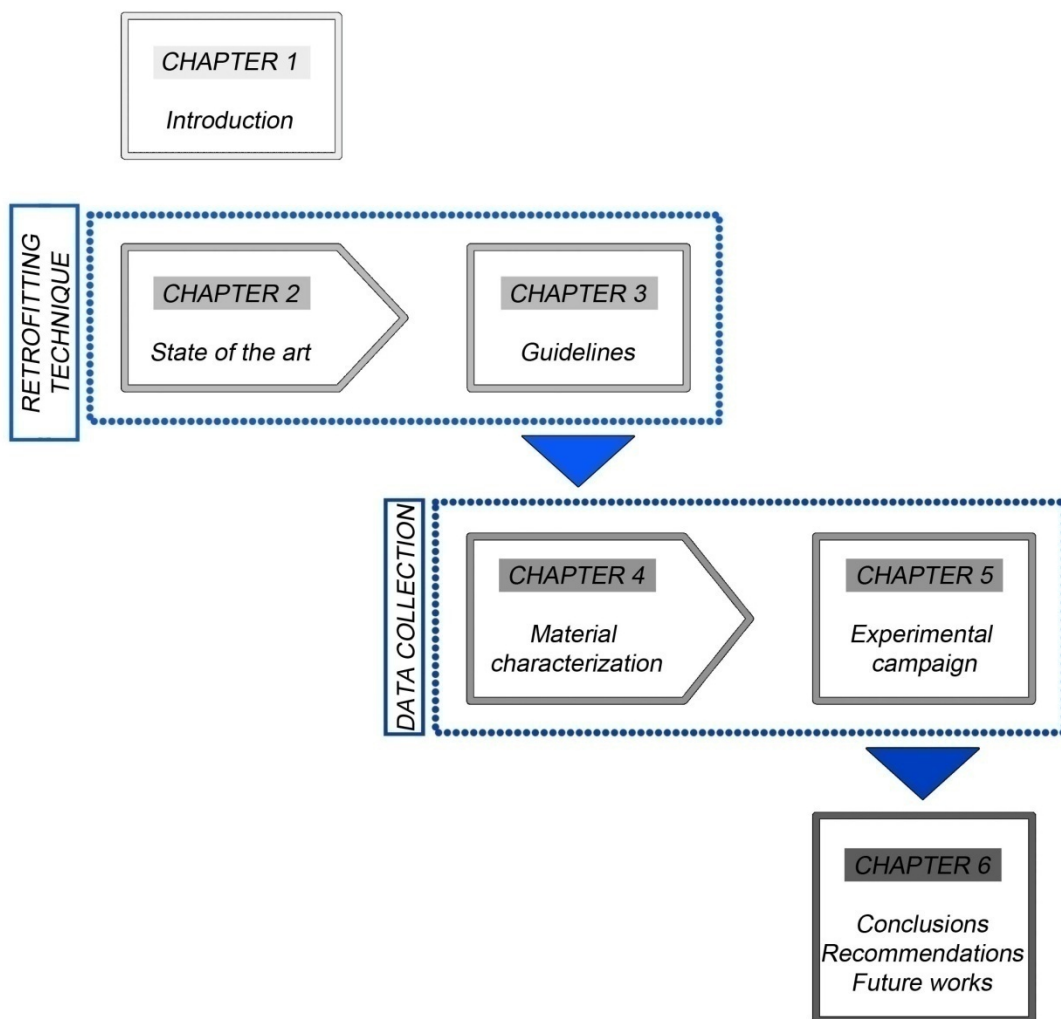 CHAPTER 1
Introduction
RETROFITTING
TECHNIQUE
CHAPTER 2
State of the art
CHAPTER 3
Guidelines
DATA COLLECTION
CHAPTER 4
Material
characterization
CHAPTER 5
Experimental
campaign
CHAPTER 6
Conclusions
Recommendations
Future works